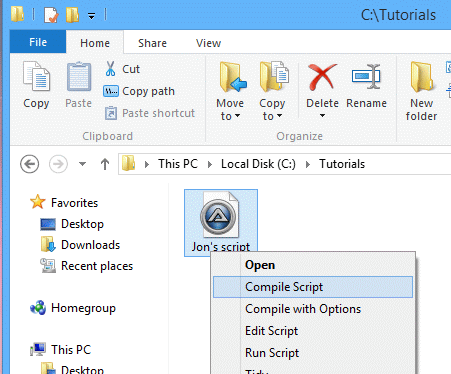 C:\Tutorials
File Home Share View
Copy
Paste
Cut
Copy path
Paste shortcut
Move to
Copy to
Delete
Rename
New folder
Clipboard
Organize
This PC Local Disk (C:) Tutorials
Favorites
Desktop
Downloads
Recent places
Homegroup
This PC
Desktop
Jon's script
Open
Compile Script
Compile with Options
Edit Script
Run Script